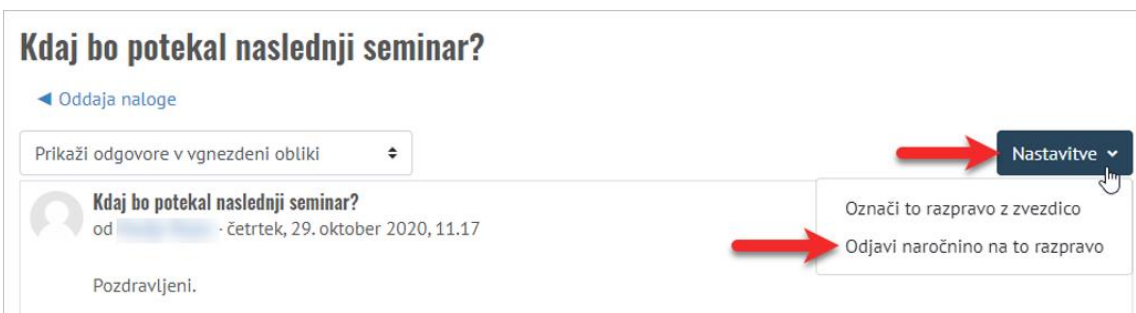 Kdaj bo potekal naslednji seminar?
◄ Oddaja naloge
Prikaži odgovore v vgnezdeni obliki
Nastavitve
Kdaj bo potekal naslednji seminar?
od · četrtek, 29. oktober 2020, 11.17
Označi to razpravo z zvezdico
Odjavi naročnino na to razpravo
Pozdravljeni.